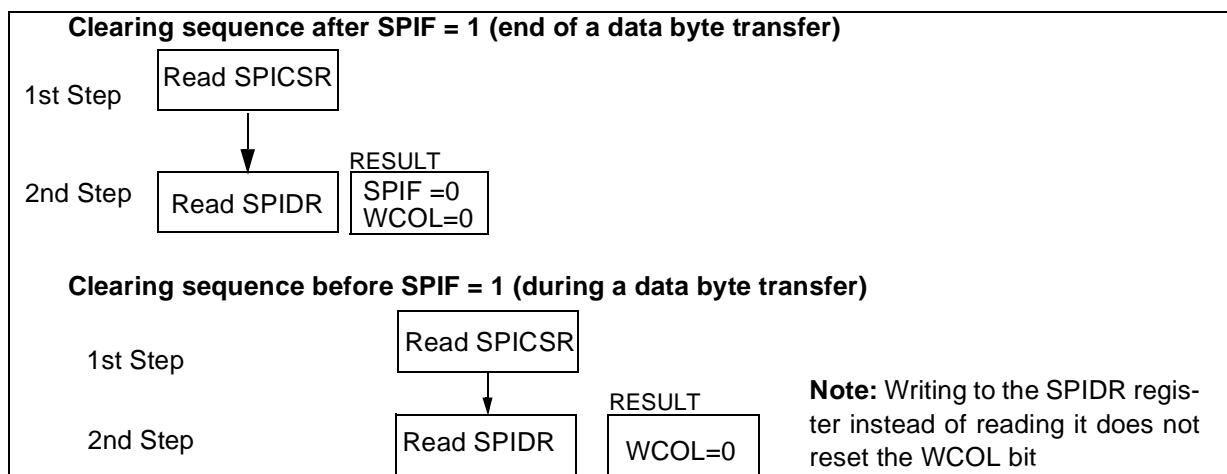 Clearing sequence after SPIF = 1 (end of a data byte transfer)
1st Step
Read SPICSR
2nd Step
Read SPIDR
RESULT
SPIF =0
WCOL=0
Clearing sequence before SPIF = 1 (during a data byte transfer)
1st Step
Read SPICSR
2nd Step
Read SPIDR
RESULT
WCOL=0
Note: Writing to the SPIDR regis-
ter instead of reading it does not
reset the WCOL bit